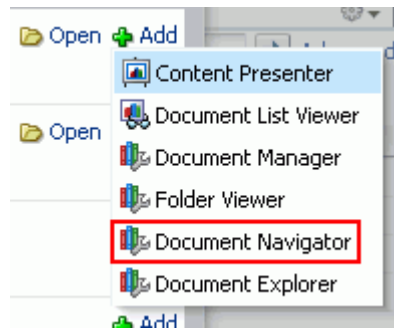 Open Add
Content Presenter
Document List Viewer
Open
Document Manager
Folder Viewer
Document Navigator
Document Explorer
Add